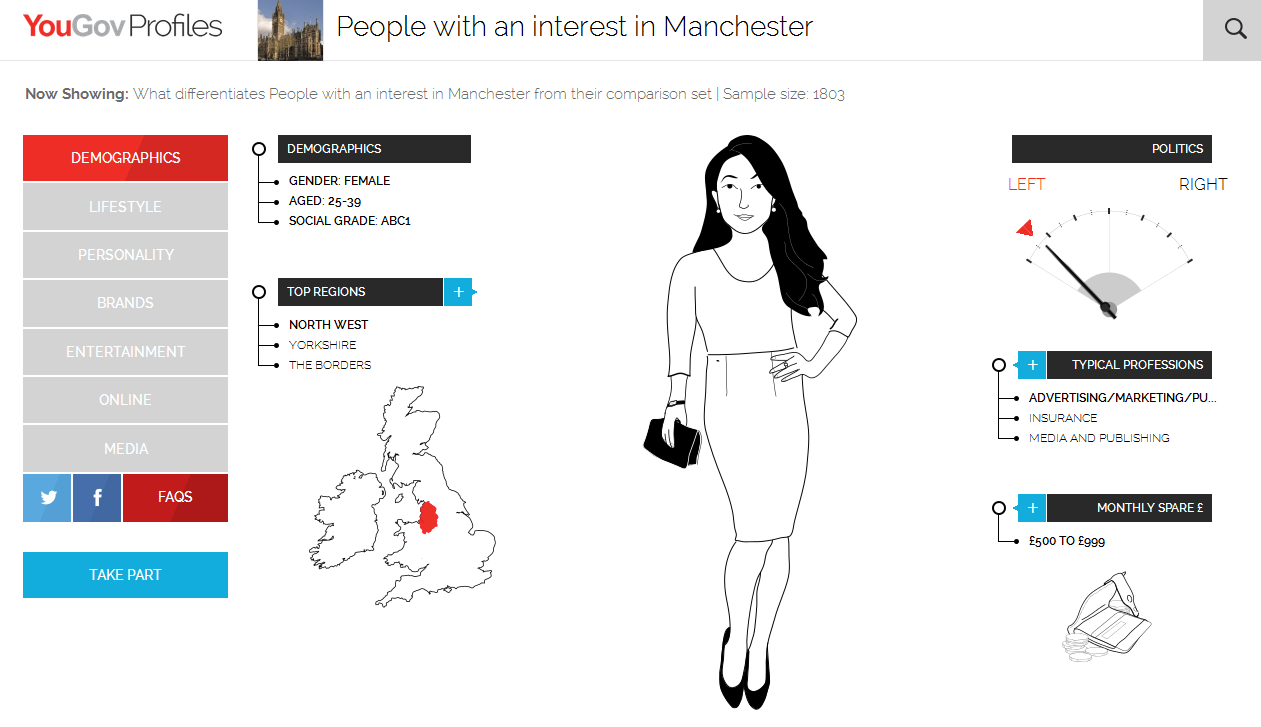 YouGov Profiles
People with an interest in Manchester
Now Showing: What differentiates People with an interest in Manchester from their comparison set | Sample size: 1803
DEMOGRAPHICS
LIFESTYLE
PERSONALITY
BRANDS
ENTERTAINMENT
ONLINE
MEDIA
FAQS
TAKE PART
DEMOGRAPHICS
GENDER: FEMALE
AGED: 25-39
SOCIAL GRADE: ABC1
TOP REGIONS +
NORTH WEST
YORKSHIRE
THE BORDERS
POLITICS
LEFT RIGHT
+ TYPICAL PROFESSIONS
ADVERTISING/MARKETING/PU...
INSURANCE
MEDIA AND PUBLISHING
+ MONTHLY SPARE £
£500 TO £999